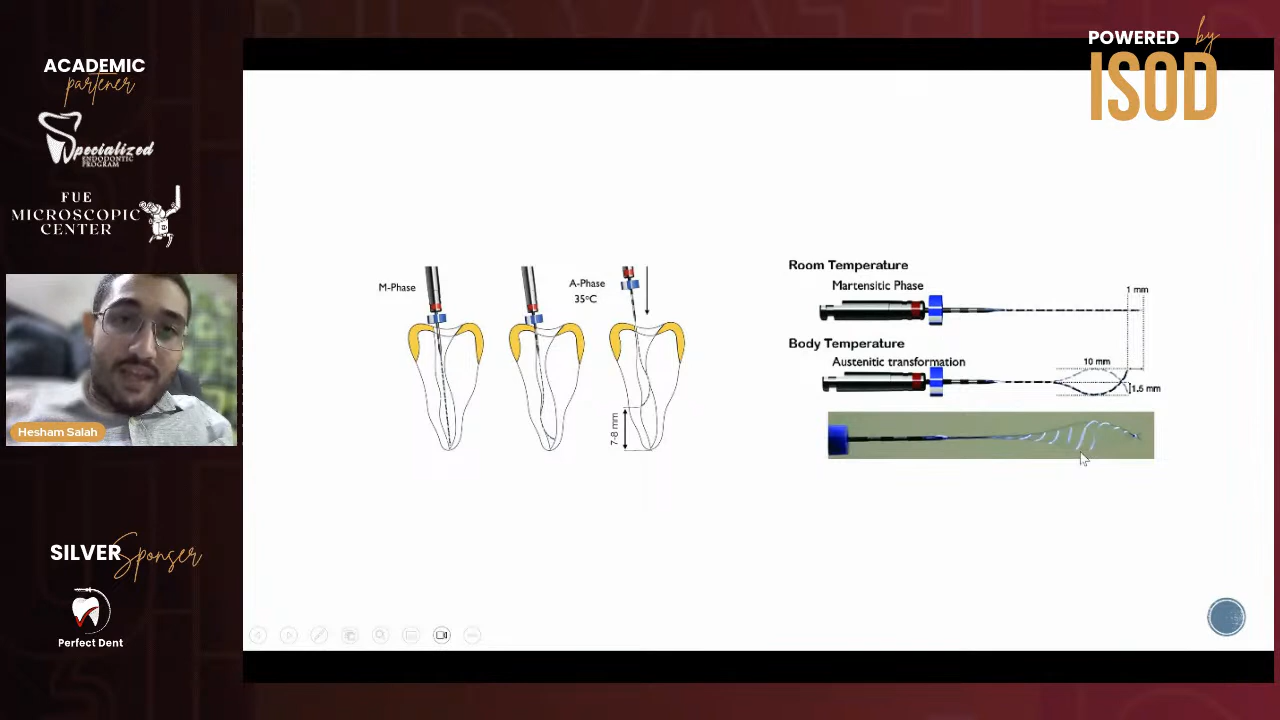 ACADEMIC
partener
Specialized
ENDODONTIC
PROGRAM
FUE
MICROSCOPIC
CENTER
Hesham Salah
SILVER
Sponser
Perfect Dent
POWERED by
ISOD
M-Phase
A-Phase
35°C
7-8 mm
Room Temperature
Martensitic Phase
1 mm
Body Temperature
Austenitic transformation
10 mm
1.5 mm